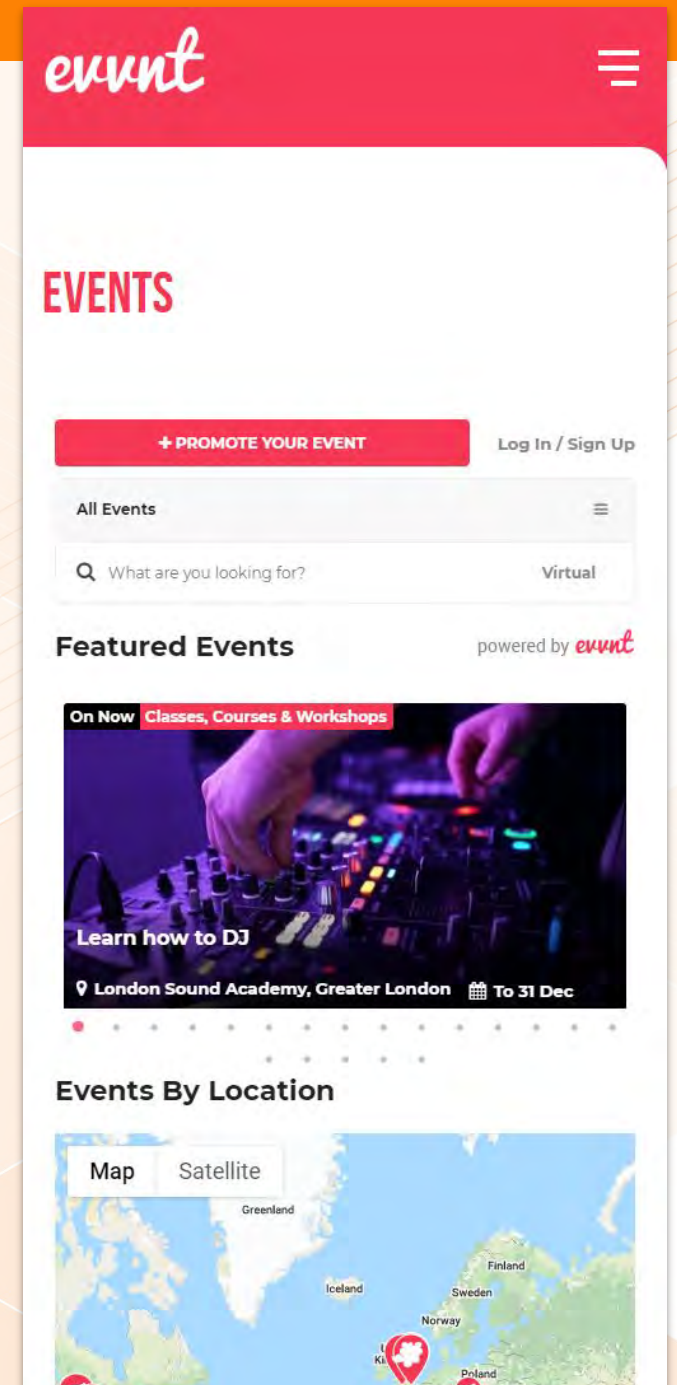 evvnt
EVENTS
+ PROMOTE YOUR EVENT
Log In / Sign Up
All Events
What are you looking for?
Virtual
Featured Events
powered by evvnt
On Now Classes, Courses & Workshops
Learn how to DJ
London Sound Academy, Greater London To 31 Dec
Events By Location
Map Satellite
Greenland
Finland
Iceland
Sweden
Norway
Poland